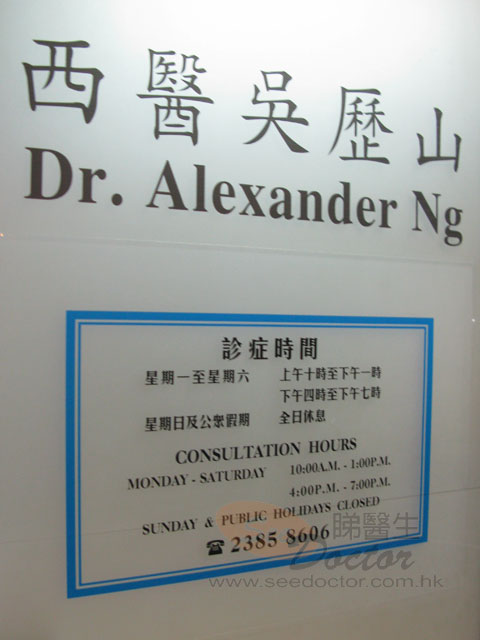 西醫吳歷山
Dr. Alexander Ng
診症時間
星期一至星期六 上午十時至下午一時
下午四時至下午七時
星期日及公眾假期 全日休息
CONSULTATION HOURS
MONDAY - SATURDAY 10:00A.M. - 1:00P.M.
4:00P.M. - 7:00P.M.
SUNDAY & PUBLIC HOLIDAYS CLOSED
☎ 2385 8606
睇醫生
Doctor
www.seedoctor.com.hk